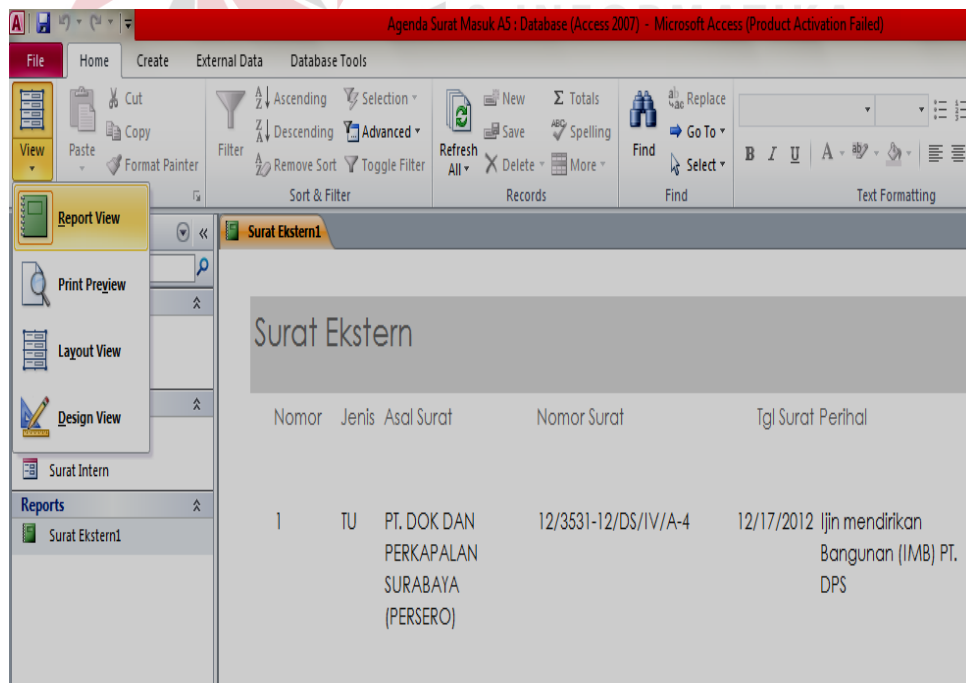 Agenda Surat Masuk A5 : Database (Access 2007) - Microsoft Access (Product Activation Failed)
File Home Create External Data Database Tools
View
Paste
Cut
Copy
Format Painter
Filter
Ascending
Descending
Remove Sort
Selection
Advanced
Toggle Filter
Sort & Filter
Refresh All
New
Save
Delete
Totals
Spelling
More
Records
Find
Replace
Go To
Select
Find
B I U A
Text Formatting
Report View
Print Preview
Layout View
Design View
Surat Intern
Reports
Surat Ekstern1
Surat Ekstern1
Surat Ekstern
Nomor Jenis Asal Surat Nomor Surat Tgl Surat Perihal
1 TU PT. DOK DAN 12/3531-12/DS/IV/A-4 12/17/2012 Ijin mendirikan
PERKAPALAN Bangunan (IMB) PT.
SURABAYA DPS
(PERSERO)